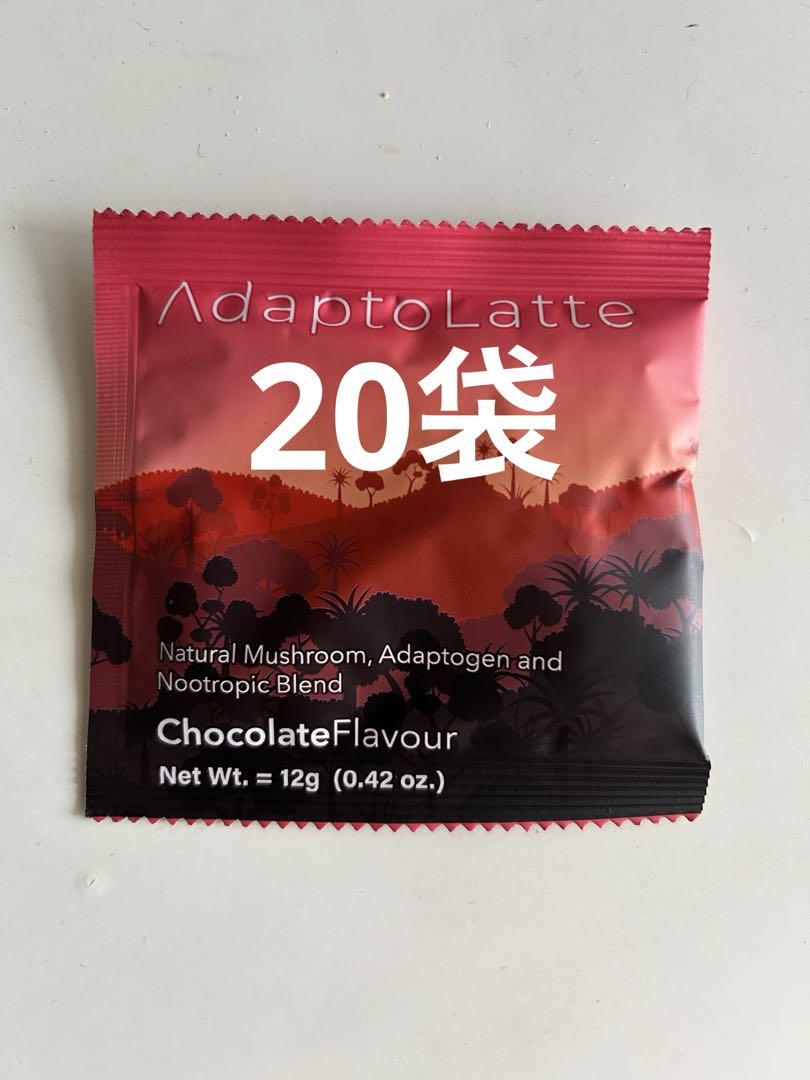 AdaptoLatte
20袋
Natural Mushroom, Adaptogen and
Nootropic Blend
ChocolateFlavour
Net Wt. = 12g (0.42 oz.)